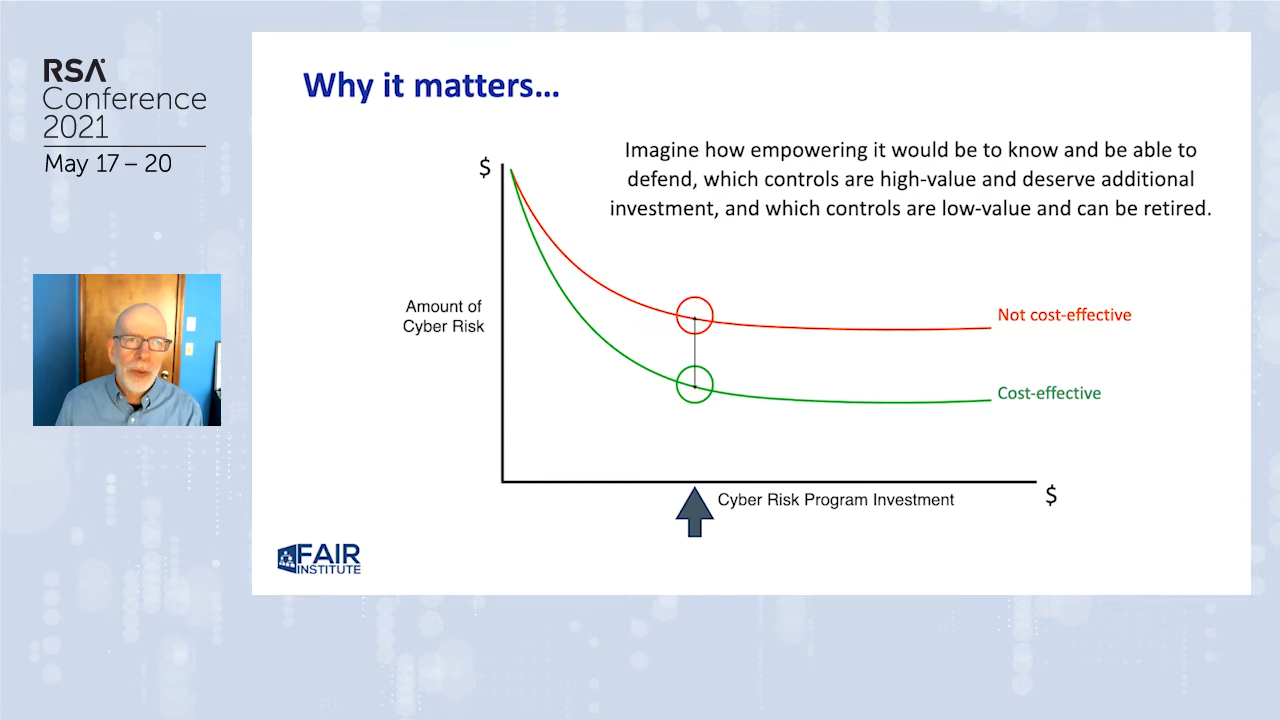 RSA
Conference
2021
May 17 – 20
Why it matters...
Imagine how empowering it would be to know and be able to
defend, which controls are high-value and deserve additional
investment, and which controls are low-value and can be retired.
$
Amount of
Cyber Risk
Not cost-effective
Cost-effective
Cyber Risk Program Investment
$
FAIR
INSTITUTE